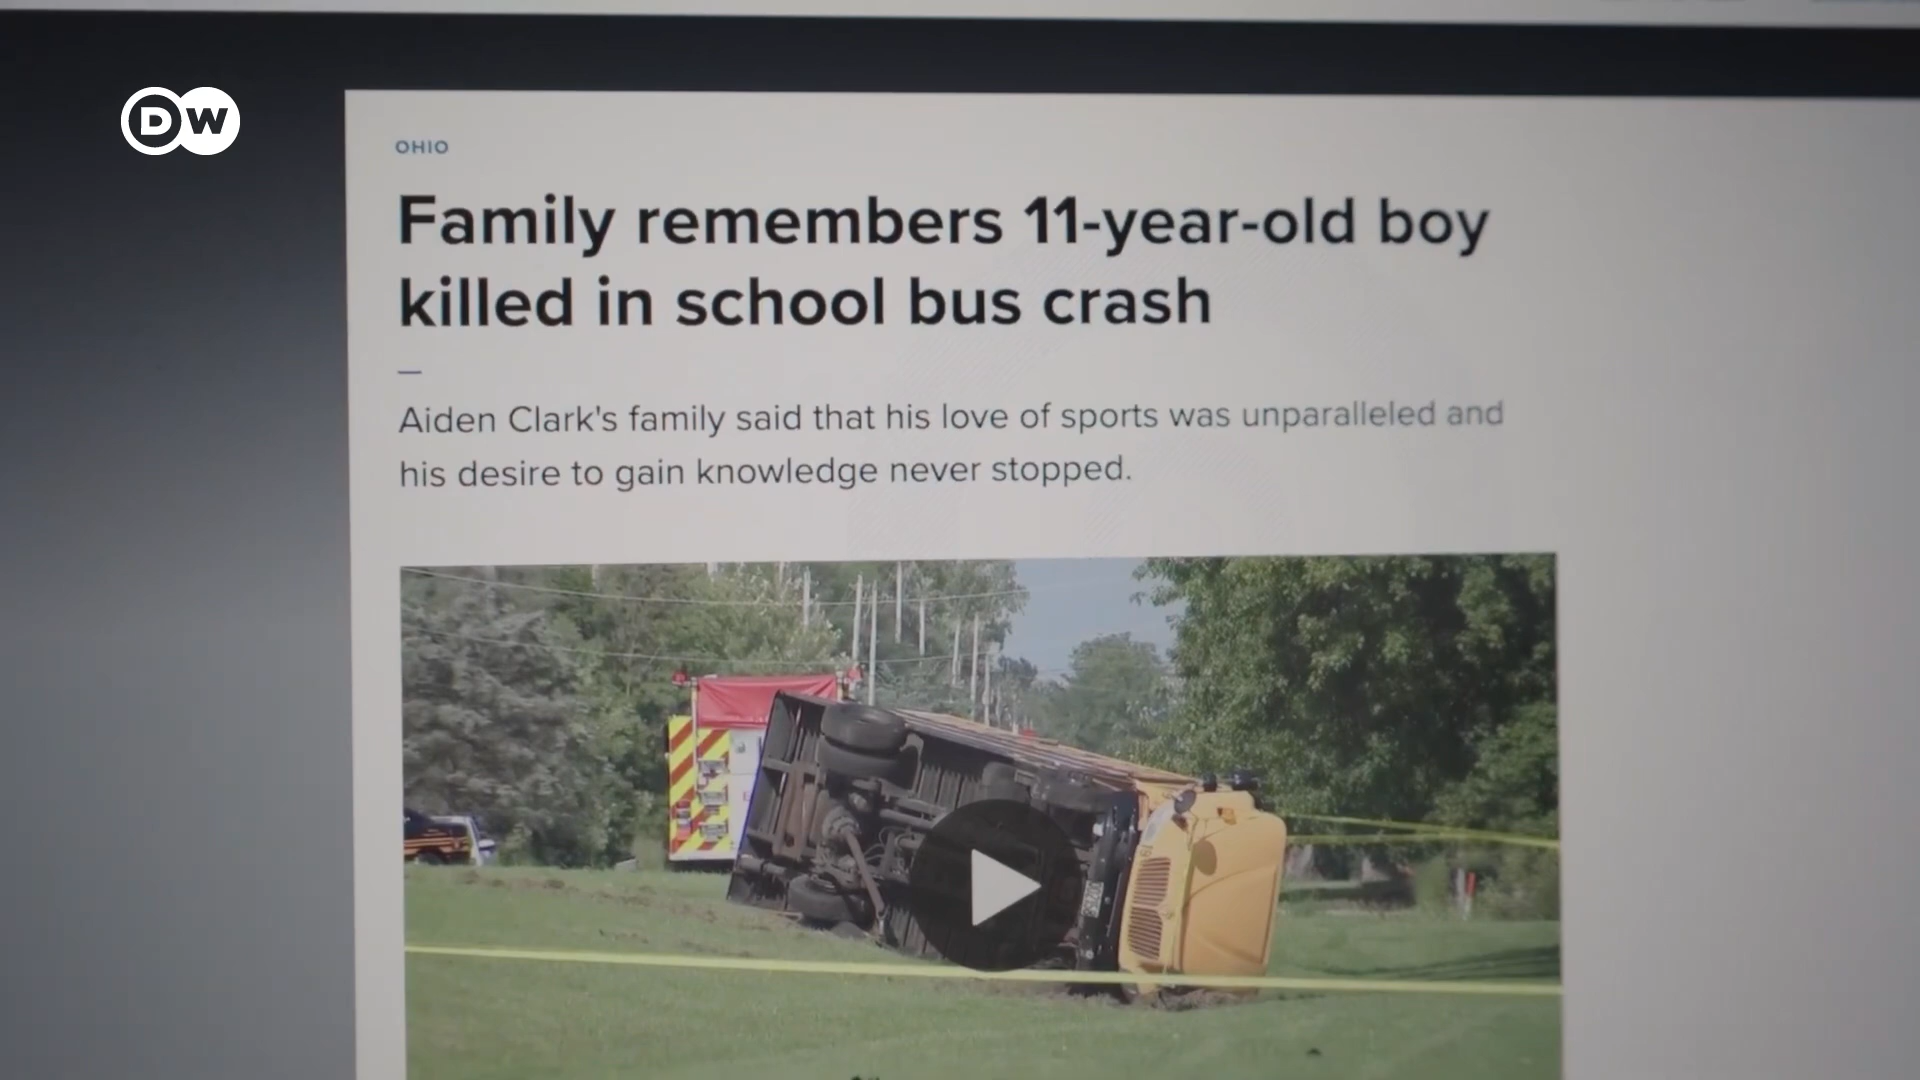 DW
OHIO
Family remembers 11-year-old boy
killed in school bus crash
Aiden Clark's family said that his love of sports was unparalleled and
his desire to gain knowledge never stopped.